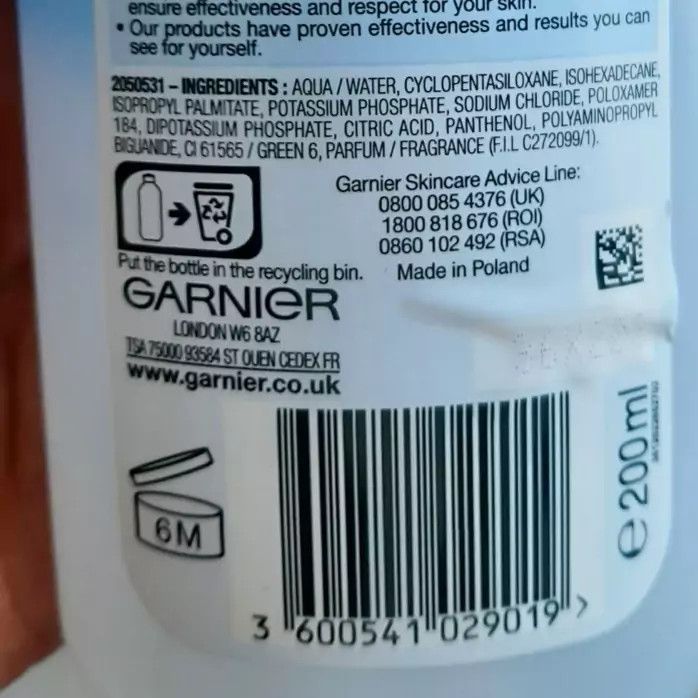 ensure effectiveness and respect for your skin.
• Our products have proven effectiveness and results you can
see for yourself.
2050531 – INGREDIENTS : AQUA / WATER, CYCLOPENTASILOXANE, ISOHEXADECANE,
ISOPROPYL PALMITATE, POTASSIUM PHOSPHATE, SODIUM CHLORIDE, POLOXAMER
184, DIPOTASSIUM PHOSPHATE, CITRIC ACID, PANTHENOL, POLYAMINOPROPYL
BIGUANIDE, CI 61565 / GREEN 6, PARFUM / FRAGRANCE (F.I.L C272099/1).
Garnier Skincare Advice Line:
0800 085 4376 (UK)
1800 818 676 (ROI)
0860 102 492 (RSA)
Made in Poland
Put the bottle in the recycling bin.
GARNIER
LONDON W6 8AZ
TSA 75000 93584 ST OUEN CEDEX FR
www.garnier.co.uk
6M
e 200ml
3 600541 029019 >